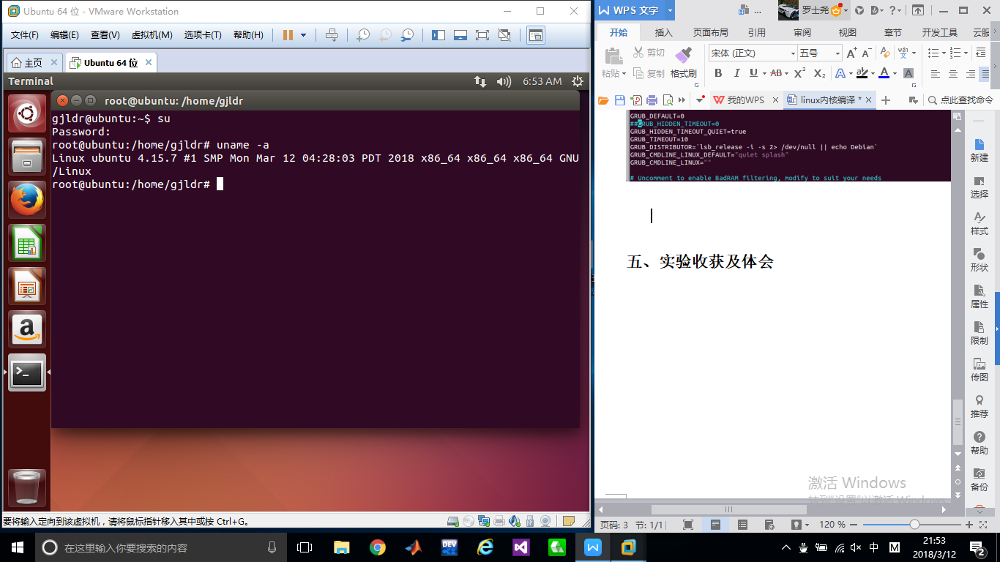 Ubuntu 64 位 - VMware Workstation
文件(F) 编辑(E) 查看(V) 虚拟机(M) 选项卡(T) 帮助(H)
主页 Ubuntu 64 位
Terminal 6:53 AM
root@ubuntu: /home/gjldr
gjldr@ubuntu:~$ su
Password:
root@ubuntu:/home/gjldr# uname -a
Linux ubuntu 4.15.7 #1 SMP Mon Mar 12 04:28:03 PDT 2018 x86_64 x86_64 x86_64 GNU
/Linux
root@ubuntu:/home/gjldr#
要将输入定向到该虚拟机，请将鼠标指针移入其中或按 Ctrl+G。
WPS 文字 ... 罗士尧
开始 插入 页面布局 引用 审阅 视图 章节 开发工具 云服
粘贴 剪切 复制 格式刷 宋体 (正文) 五号
我的WPS linux内核编译 * 点此查找命令
GRUB_DEFAULT=0
##GRUB_HIDDEN_TIMEOUT=0
GRUB_HIDDEN_TIMEOUT_QUIET=true
GRUB_TIMEOUT=10
GRUB_DISTRIBUTOR=`lsb_release -i -s 2> /dev/null || echo Debian`
GRUB_CMDLINE_LINUX_DEFAULT="quiet splash"
GRUB_CMDLINE_LINUX=""
# Uncomment to enable BadRAM filtering, modify to suit your needs
五、实验收获及体会
新建
选择
样式
形状
属性
限制
传图
推荐
帮助
备份
激活 Windows
转到"设置"以激活 Windows
页码: 3 节: 1/1 120 %
在这里输入你要搜索的内容
DEV
中 M
21:53
2018/3/12
2